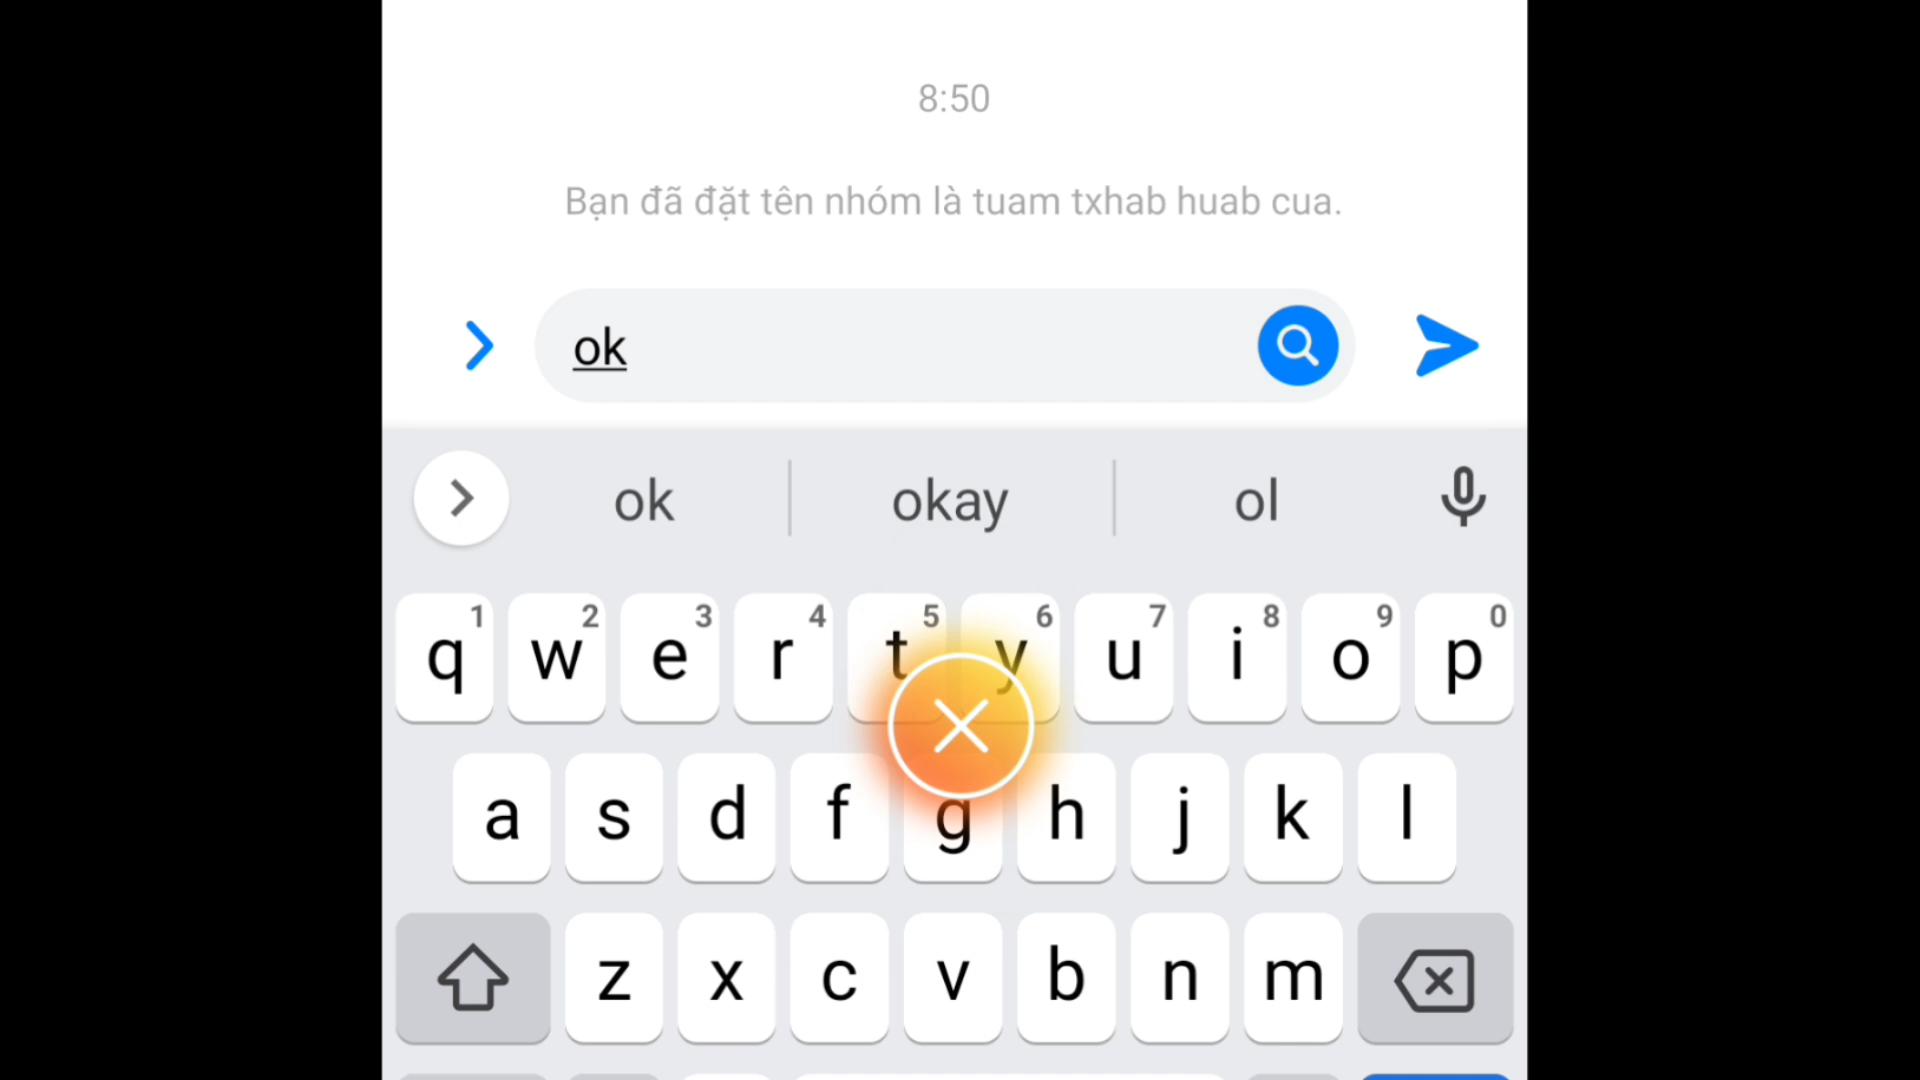 8:50
Bạn đã đặt tên nhóm là tuam txhab huab cua.
ok
ok okay ol
1 2 3 4 5 6 7 8 9 0
q w e r t y u i o p
a s d f g h j k l
z x c v b n m